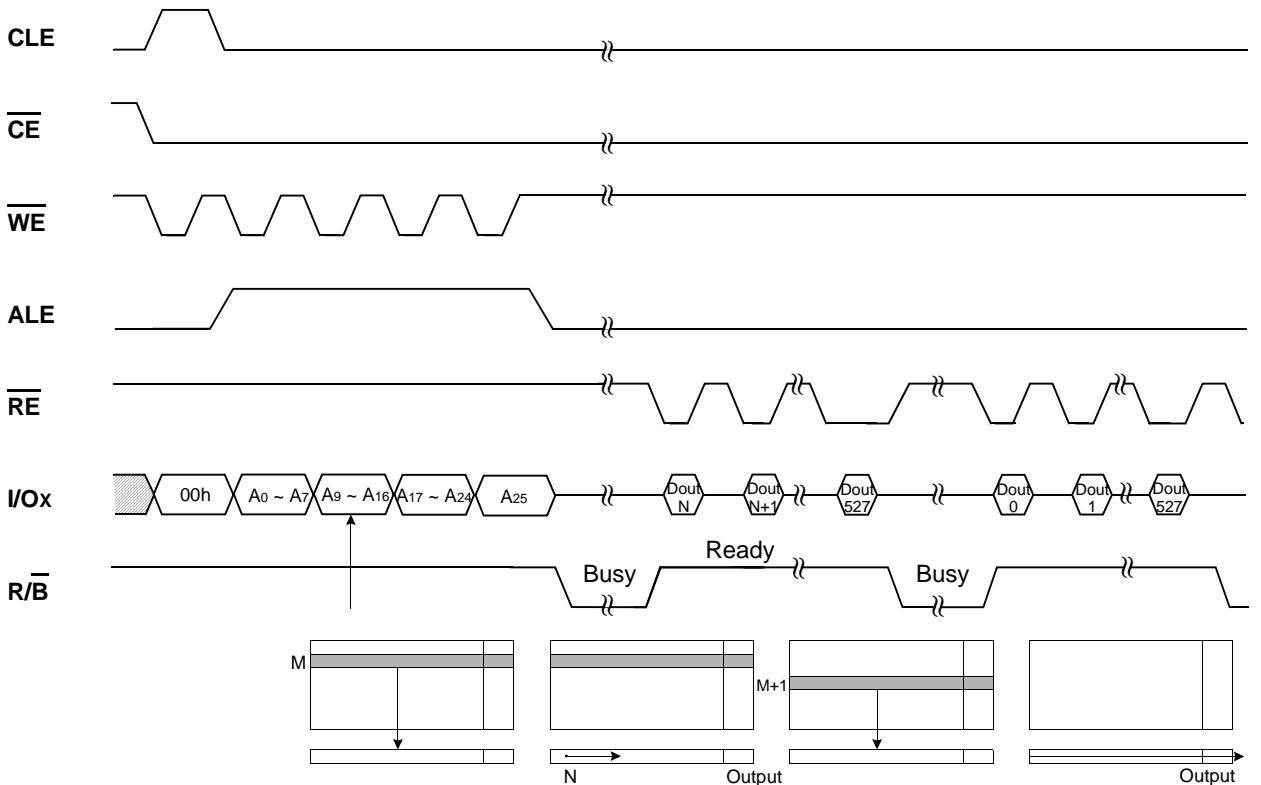 CLE
CE
WE
ALE
RE
I/Ox 00h A0 ~ A7 A9 ~ A16 A17 ~ A24 A25 Dout N Dout N+1 Dout 527 Dout 0 Dout 1 Dout 527
R/B Busy Ready Busy
M M+1
N Output Output